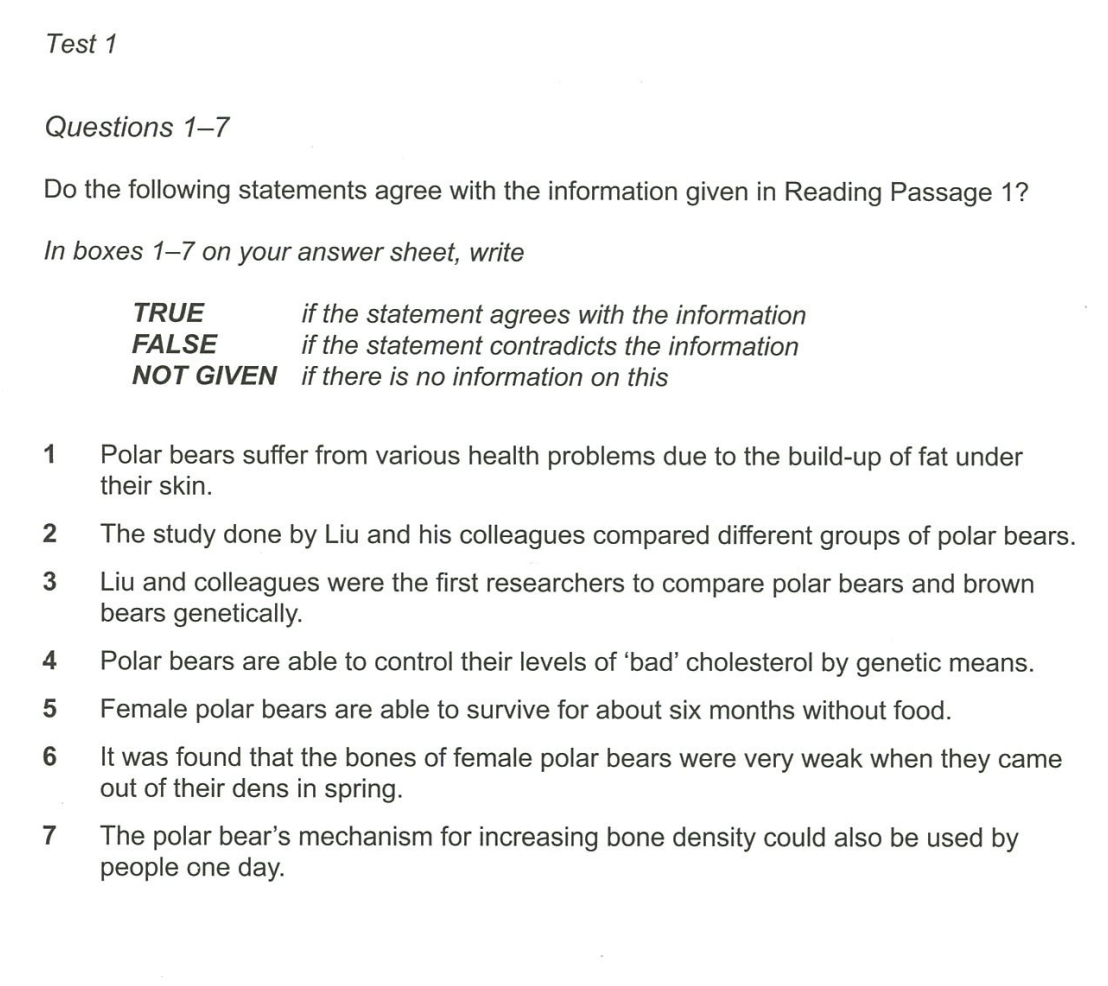 Test 1
Questions 1–7
Do the following statements agree with the information given in Reading Passage 1?
In boxes 1–7 on your answer sheet, write
TRUE if the statement agrees with the information
FALSE if the statement contradicts the information
NOT GIVEN if there is no information on this
1 Polar bears suffer from various health problems due to the build-up of fat under
their skin.
2 The study done by Liu and his colleagues compared different groups of polar bears.
3 Liu and colleagues were the first researchers to compare polar bears and brown
bears genetically.
4 Polar bears are able to control their levels of ‘bad’ cholesterol by genetic means.
5 Female polar bears are able to survive for about six months without food.
6 It was found that the bones of female polar bears were very weak when they came
out of their dens in spring.
7 The polar bear’s mechanism for increasing bone density could also be used by
people one day.